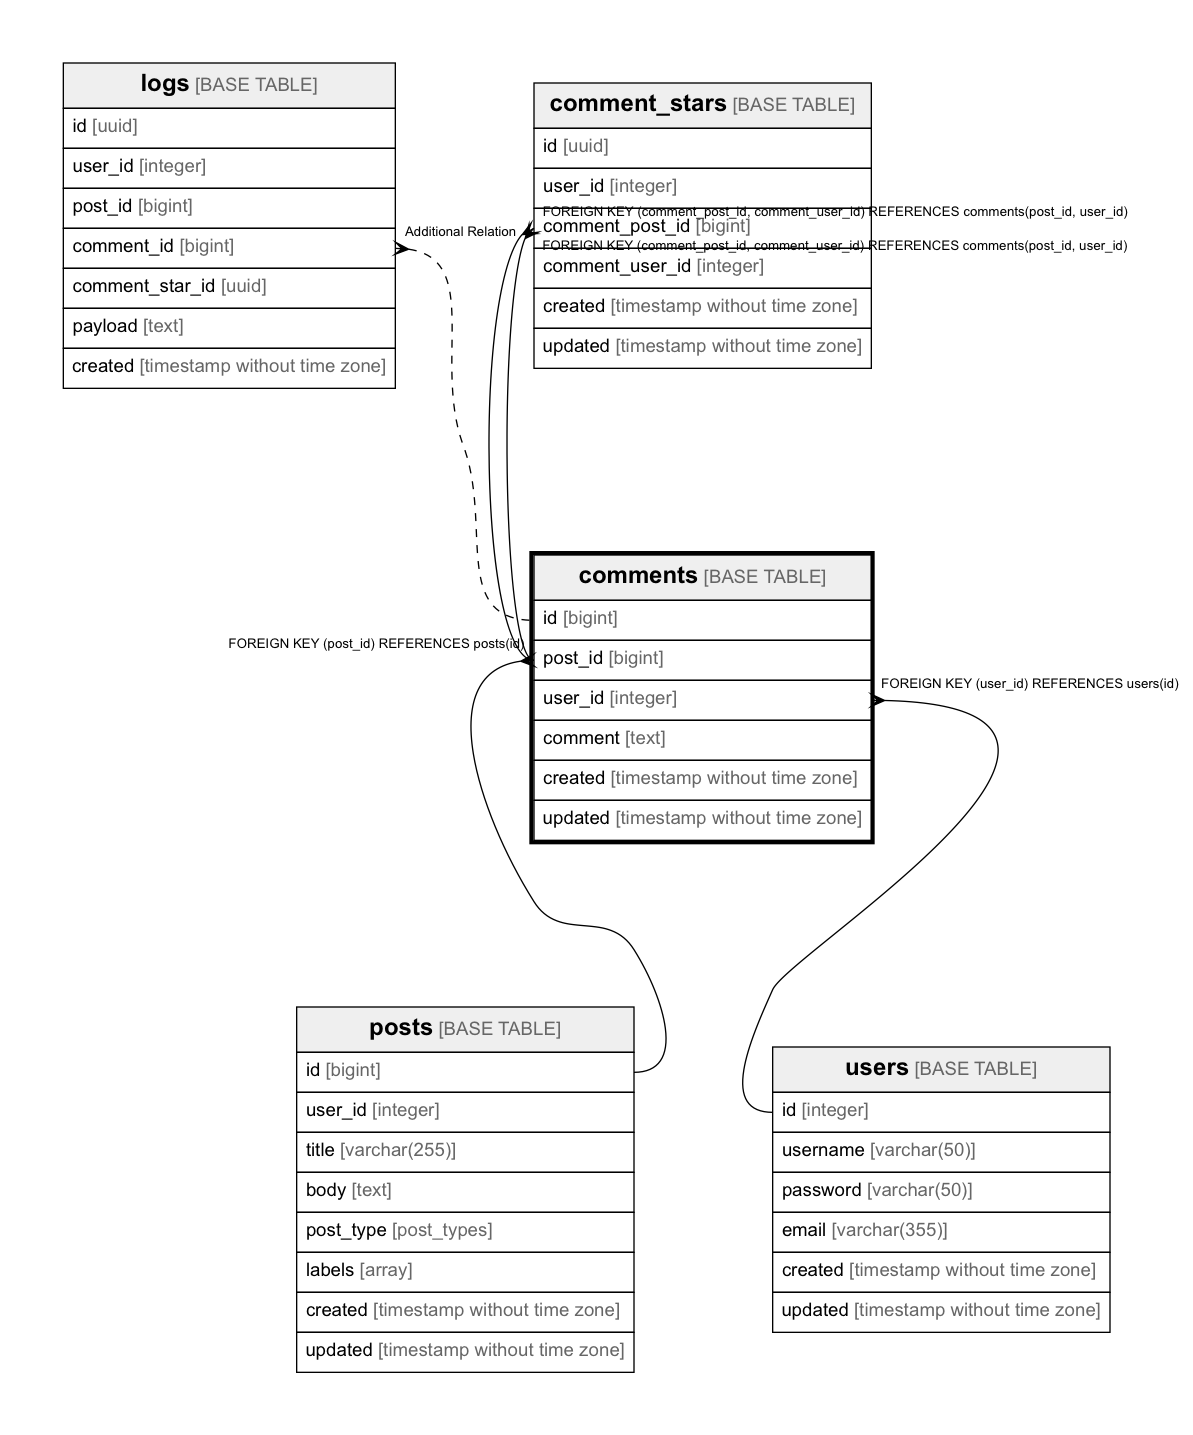 logs [BASE TABLE]
id [uuid]
user_id [integer]
post_id [bigint]
comment_id [bigint]
comment_star_id [uuid]
payload [text]
created [timestamp without time zone]
comment_stars [BASE TABLE]
id [uuid]
user_id [integer]
FOREIGN KEY (comment_post_id, comment_user_id) REFERENCES comments(post_id, user_id)
comment_post_id [bigint]
Additional Relation
FOREIGN KEY (comment_post_id, comment_user_id) REFERENCES comments(post_id, user_id)
comment_user_id [integer]
created [timestamp without time zone]
updated [timestamp without time zone]
comments [BASE TABLE]
id [bigint]
FOREIGN KEY (post_id) REFERENCES posts(id)
post_id [bigint]
FOREIGN KEY (user_id) REFERENCES users(id)
user_id [integer]
comment [text]
created [timestamp without time zone]
updated [timestamp without time zone]
posts [BASE TABLE]
id [bigint]
user_id [integer]
title [varchar(255)]
body [text]
post_type [post_types]
labels [array]
created [timestamp without time zone]
updated [timestamp without time zone]
users [BASE TABLE]
id [integer]
username [varchar(50)]
password [varchar(50)]
email [varchar(355)]
created [timestamp without time zone]
updated [timestamp without time zone]